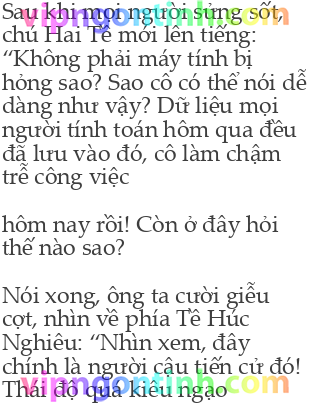 Sau khi mọi người sửng sốt,
chú Hai Tề mới lên tiếng:
“Không phải máy tính bị
hỏng sao? Sao cô có thể nói dễ
dàng như vậy? Dữ liệu mọi
người tính toán hôm qua đều
đã lưu vào đó, cô làm chậm
trễ công việc
hôm nay rồi! Còn ở đây hỏi
thế nào sao?
Nói xong, ông ta cười giễu
cợt, nhìn về phía Tề Húc
Nghiêu: “Nhìn xem, đây
chính là người cậu tiến cử đó!
Thái độ quá kiêu ngạo
vipngontinh.com
vipngontinh.com
vipngontinh.com
vipngontinh.com